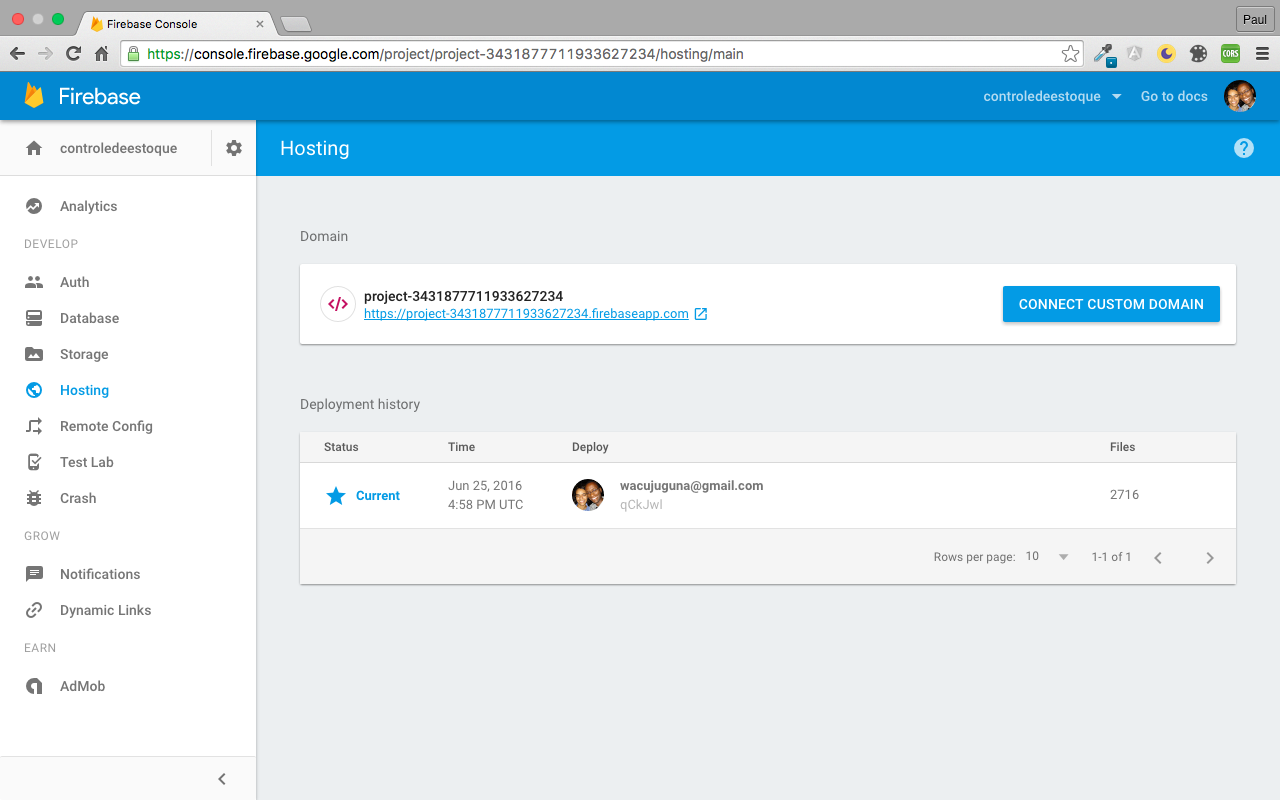 Firebase Console
Paul
https://console.firebase.google.com/project/project-3431877711933627234/hosting/main
CORS
Firebase
controledeestoque
Go to docs
controledeestoque
Hosting
?
Analytics
DEVELOP
Auth
Database
Storage
Hosting
Remote Config
Test Lab
Crash
GROW
Notifications
Dynamic Links
EARN
AdMob
Domain
</>
project-3431877711933627234
https://project-3431877711933627234.firebaseapp.com
CONNECT CUSTOM DOMAIN
Deployment history
Status Time Deploy Files
Current
Jun 25, 2016
4:58 PM UTC
wacujuguna@gmail.com
qCkJwl
2716
Rows per page: 10 1-1 of 1